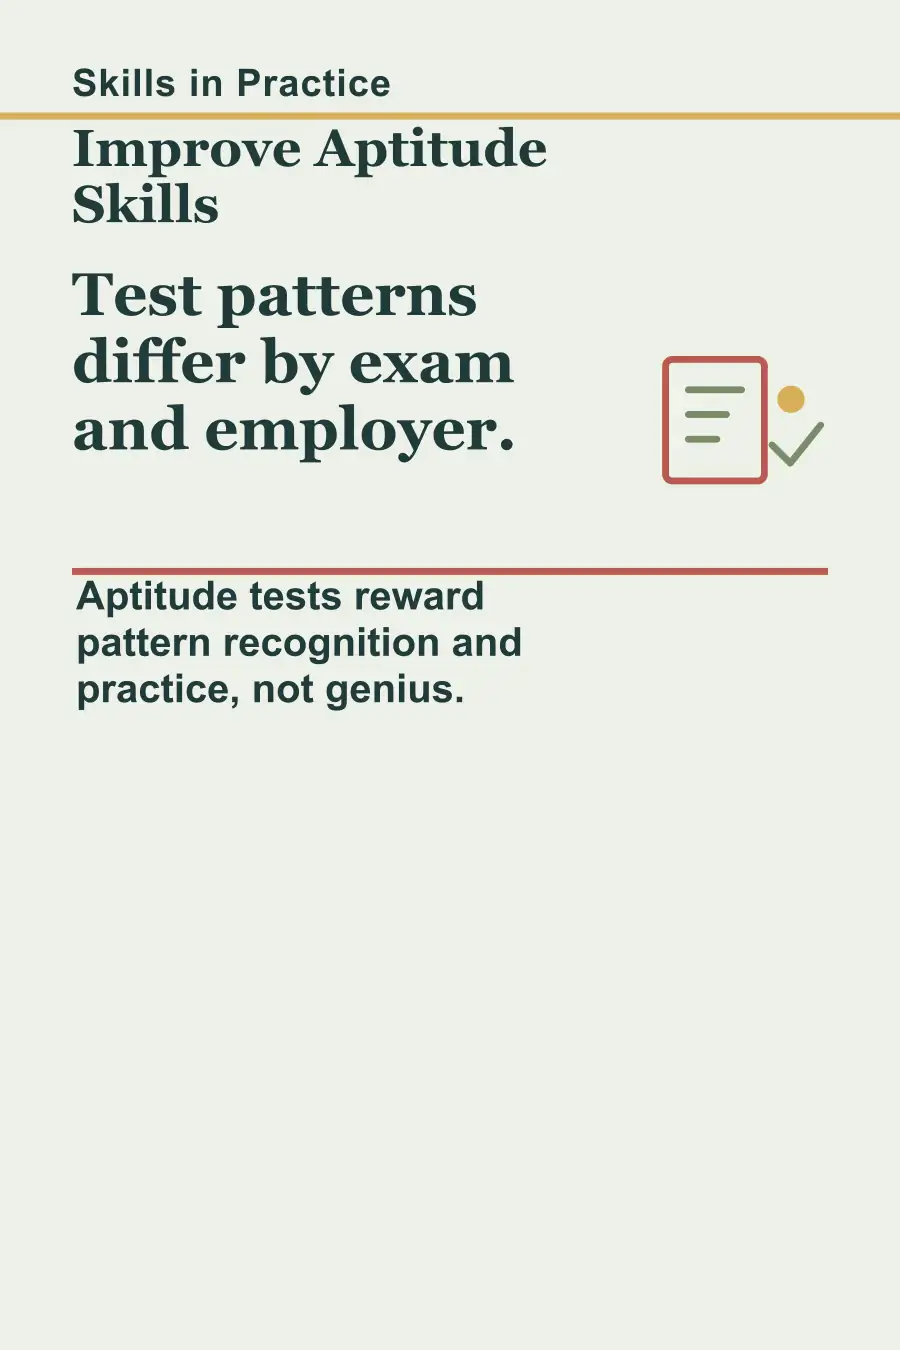 Skills in Practice
Improve Aptitude
Skills
Test patterns
differ by exam
and employer.
Aptitude tests reward
pattern recognition and
practice, not genius.